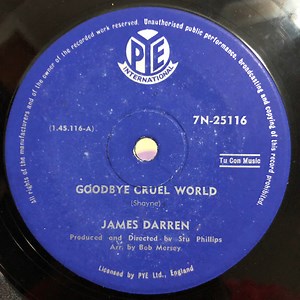 All rights of the manufacturers and of the owner of the recorded work reserved. Unauthorised public performance, broadcasting and copying of this record prohibited.
PYE
INTERNATIONAL
7N-25116
(1.45.116-A)
Tu Con Music
GOODBYE CRUEL WORLD
(Shayne)
JAMES DARREN
Produced and Directed by Stu Phillips
Arr. by Bob Mersey
Licensed by PYE Ltd., England